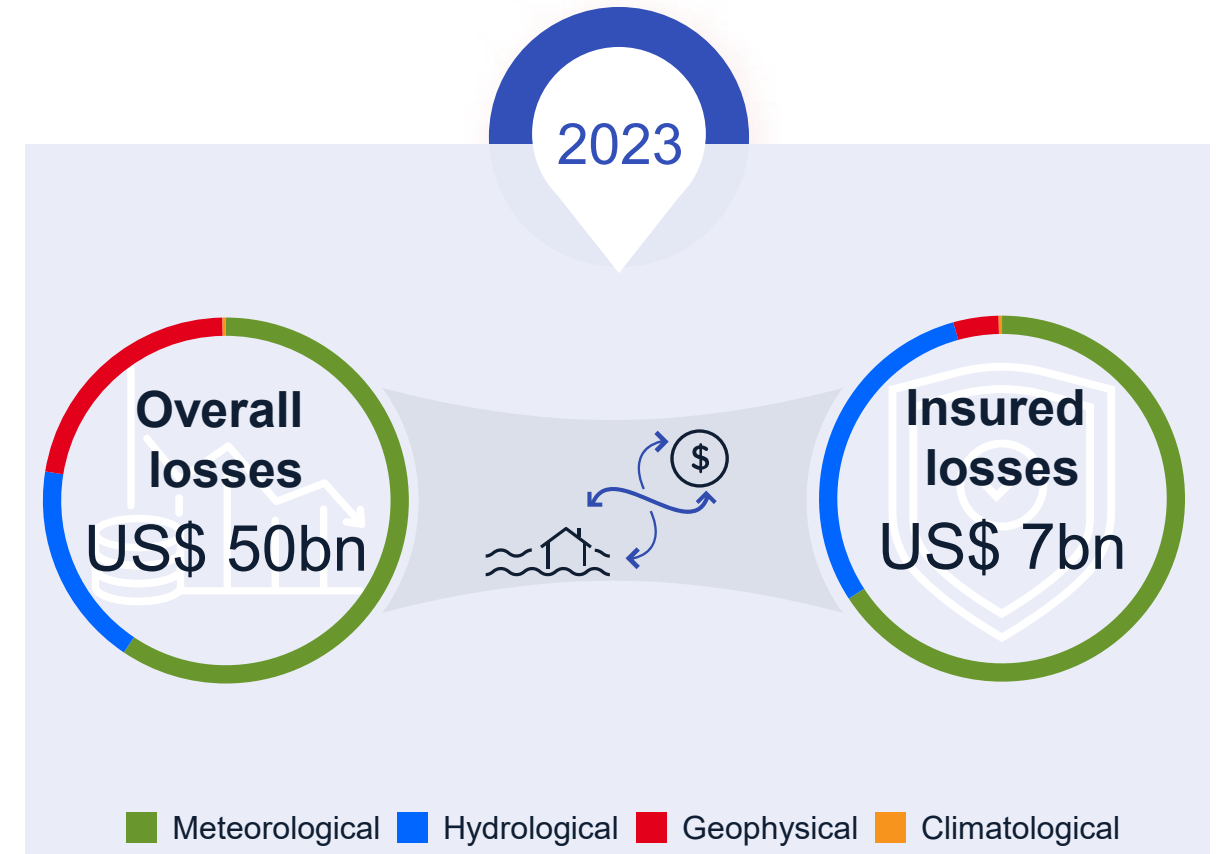 2023
Overall
losses
US$ 50bn
$
Insured
losses
US$ 7bn
Meteorological
Hydrological
Geophysical
Climatological